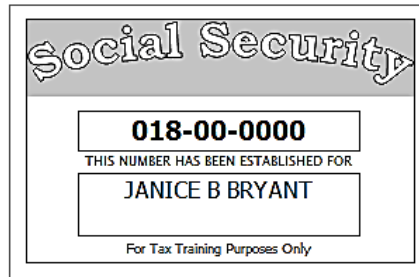 Social Security
018-00-0000
THIS NUMBER HAS BEEN ESTABLISHED FOR
JANICE B BRYANT
For Tax Training Purposes Only